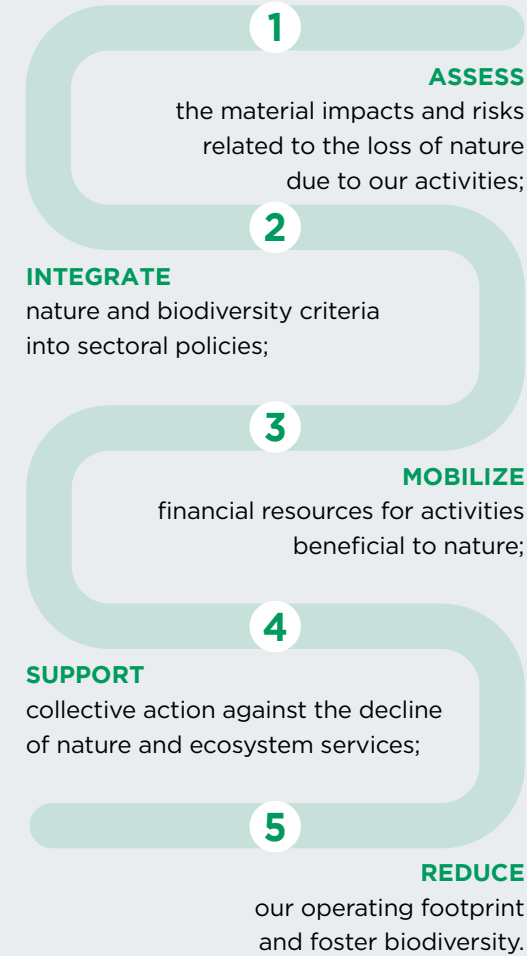 1
ASSESS
the material impacts and risks
related to the loss of nature
due to our activities;
2
INTEGRATE
nature and biodiversity criteria
into sectoral policies;
3
MOBILIZE
financial resources for activities
beneficial to nature;
4
SUPPORT
collective action against the decline
of nature and ecosystem services;
5
REDUCE
our operating footprint
and foster biodiversity.